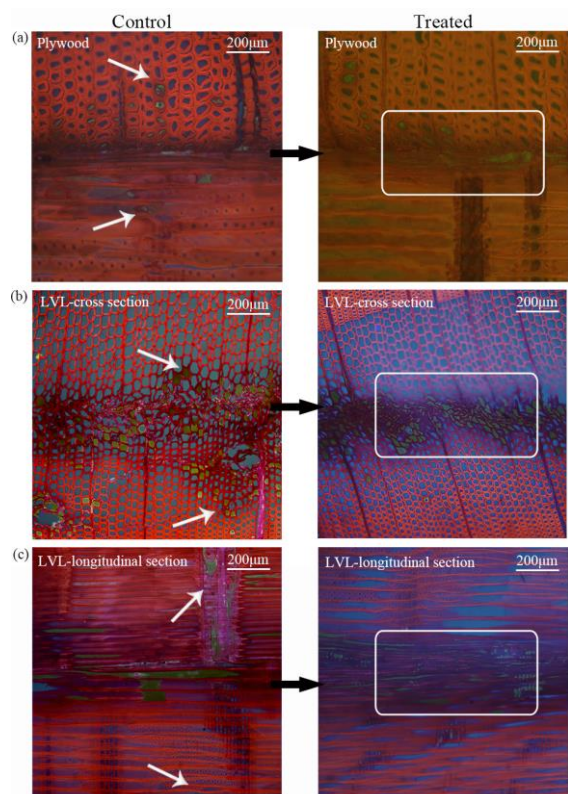 Control
Treated
(a)
Plywood
200μm
Plywood
200μm
(b)
LVL-cross section
200μm
LVL-cross section
200μm
(c)
LVL-longitudinal section
200μm
LVL-longitudinal section
200μm